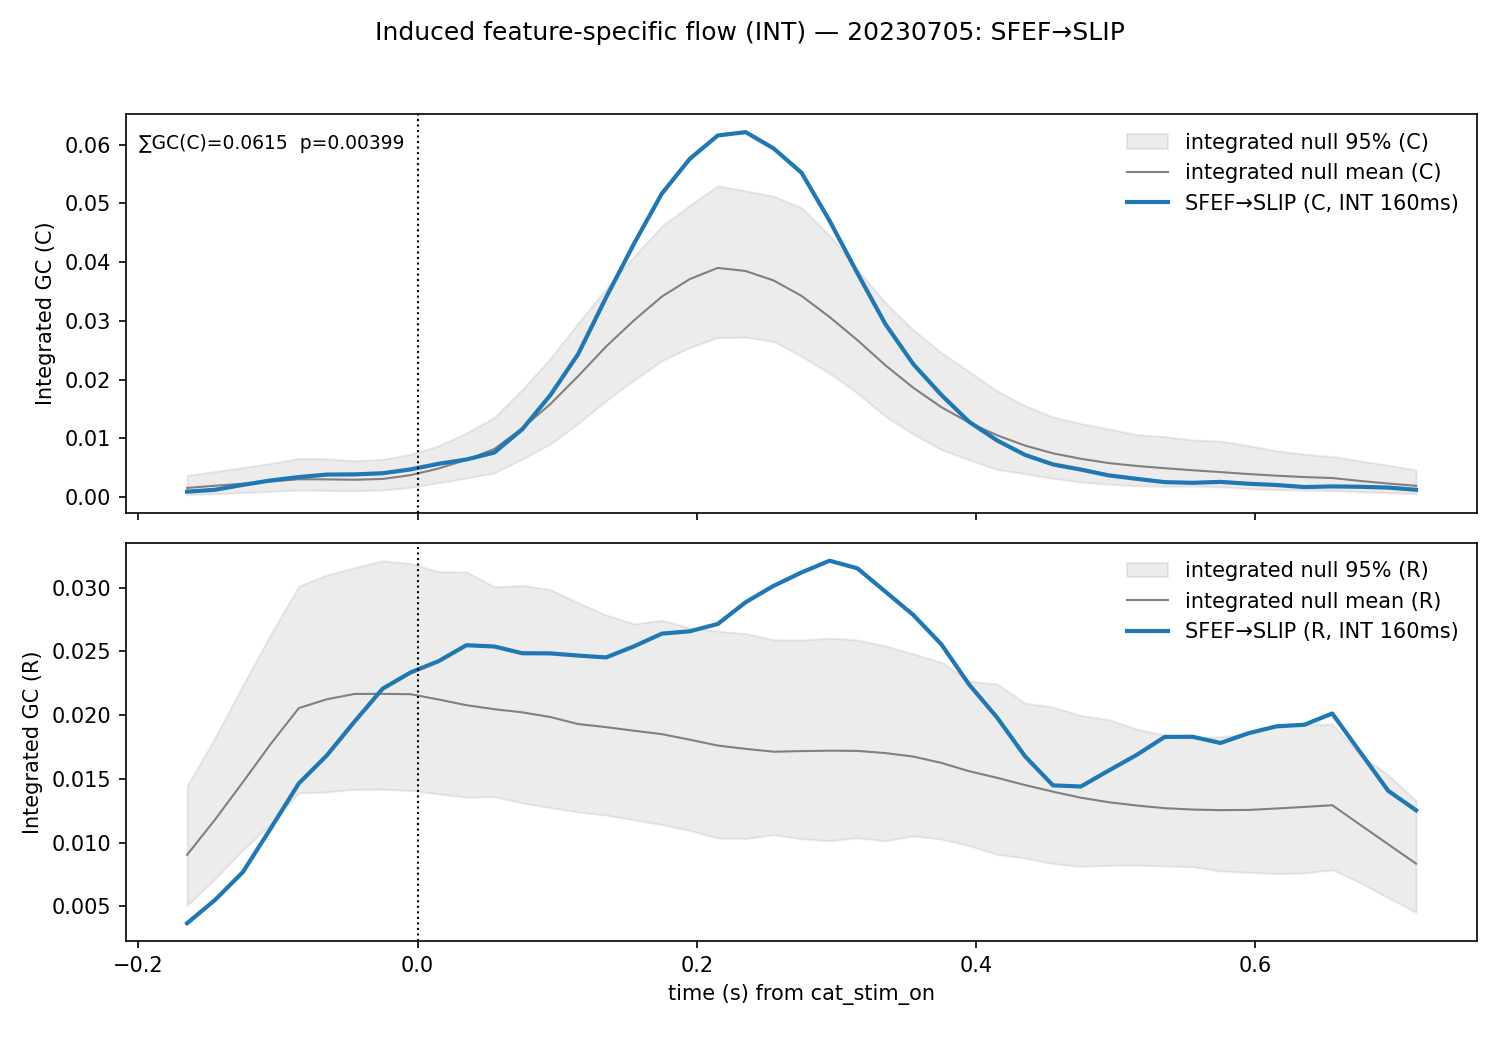 Induced feature-specific flow (INT) — 20230705: SFEF→SLIP
∑GC(C)=0.0615  p=0.00399
integrated null 95% (C)
integrated null mean (C)
SFEF→SLIP (C, INT 160ms)
Integrated GC (C)
0.06
0.05
0.04
0.03
0.02
0.01
0.00
integrated null 95% (R)
integrated null mean (R)
SFEF→SLIP (R, INT 160ms)
Integrated GC (R)
0.030
0.025
0.020
0.015
0.010
0.005
−0.2 0.0 0.2 0.4 0.6
time (s) from cat_stim_on